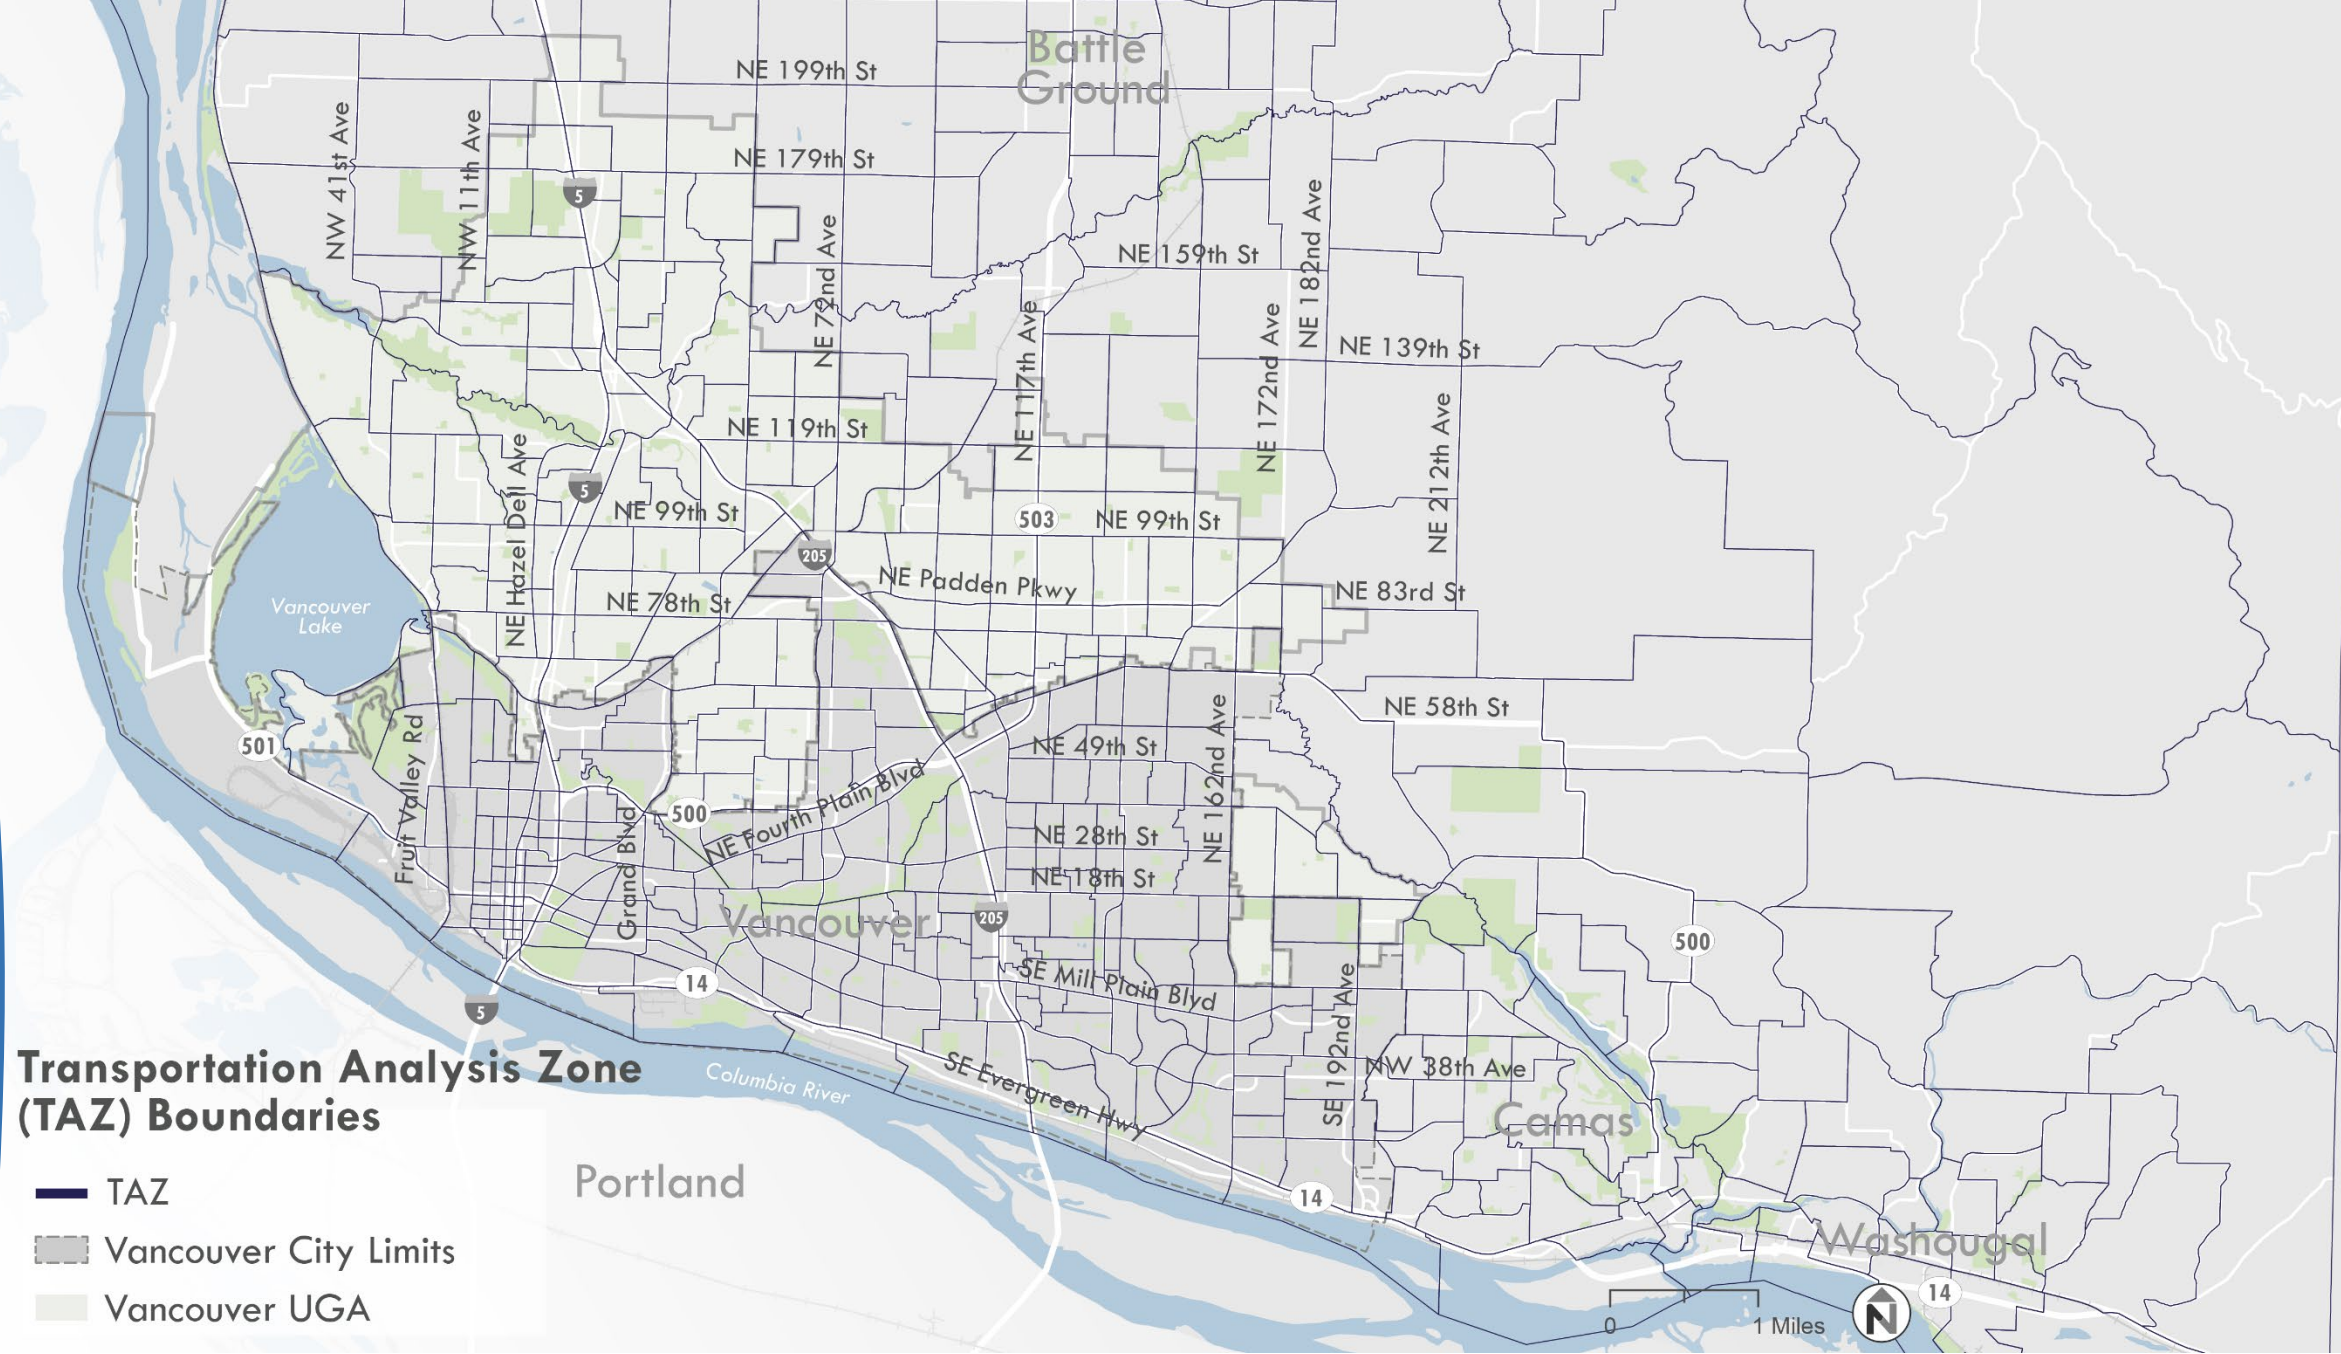 Battle
Ground
NE 199th St
NW 41st Ave
NW 11th Ave
NE 179th St
5
NE 182nd Ave
NE 72nd Ave
NE 159th St
NE 117th Ave
NE 172nd Ave
NE 139th St
NE 212th Ave
NE 119th St
NE Hazel Dell Ave
5
NE 99th St
503
NE 99th St
205
NE Padden Pkwy
NE 83rd St
NE 78th St
Vancouver
Lake
NE 162nd Ave
NE 58th St
501
Fruit Valley Rd
NE 49th St
500
NE Fourth Plain Blvd
Grand Blvd
NE 28th St
NE 18th St
Vancouver
205
500
14
SE Mill Plain Blvd
SE 192nd Ave
5
SE Evergreen Hwy
NW 38th Ave
Columbia River
Camas
Portland
14
Washougal
14
Transportation Analysis Zone
(TAZ) Boundaries
TAZ
Vancouver City Limits
Vancouver UGA
0 1 Miles
N